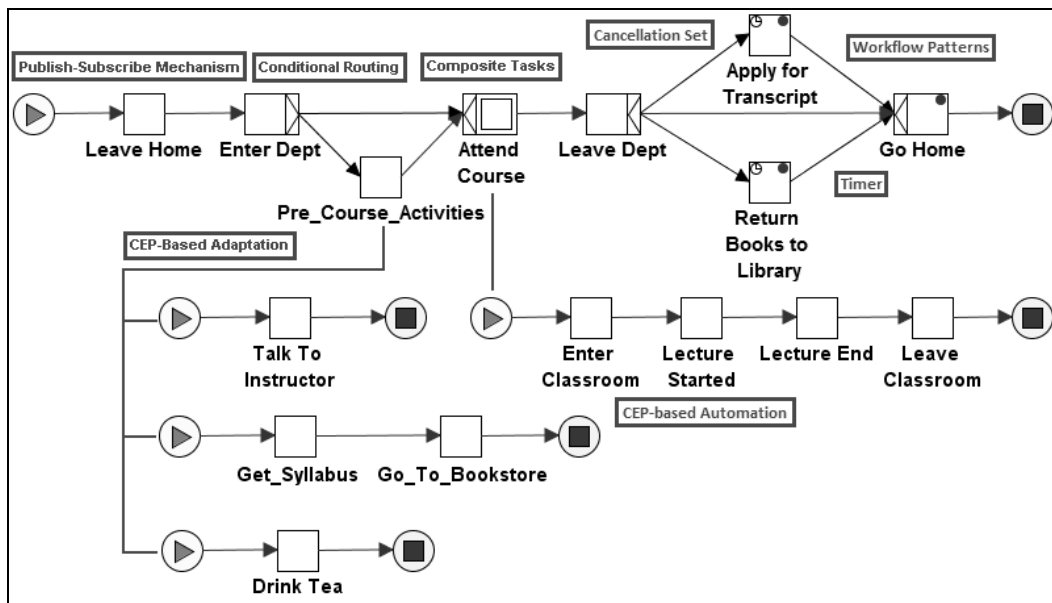 Cancellation Set
Workflow Patterns
Publish-Subscribe Mechanism
Conditional Routing
Composite Tasks
Apply for
Transcript
Leave Home
Enter Dept
Attend
Course
Leave Dept
Go Home
Pre_Course_Activities
Timer
Return
Books to
Library
CEP-Based Adaptation
Talk To
Instructor
Enter
Classroom
Lecture
Started
Lecture End
Leave
Classroom
CEP-based Automation
Get_Syllabus
Go_To_Bookstore
Drink Tea